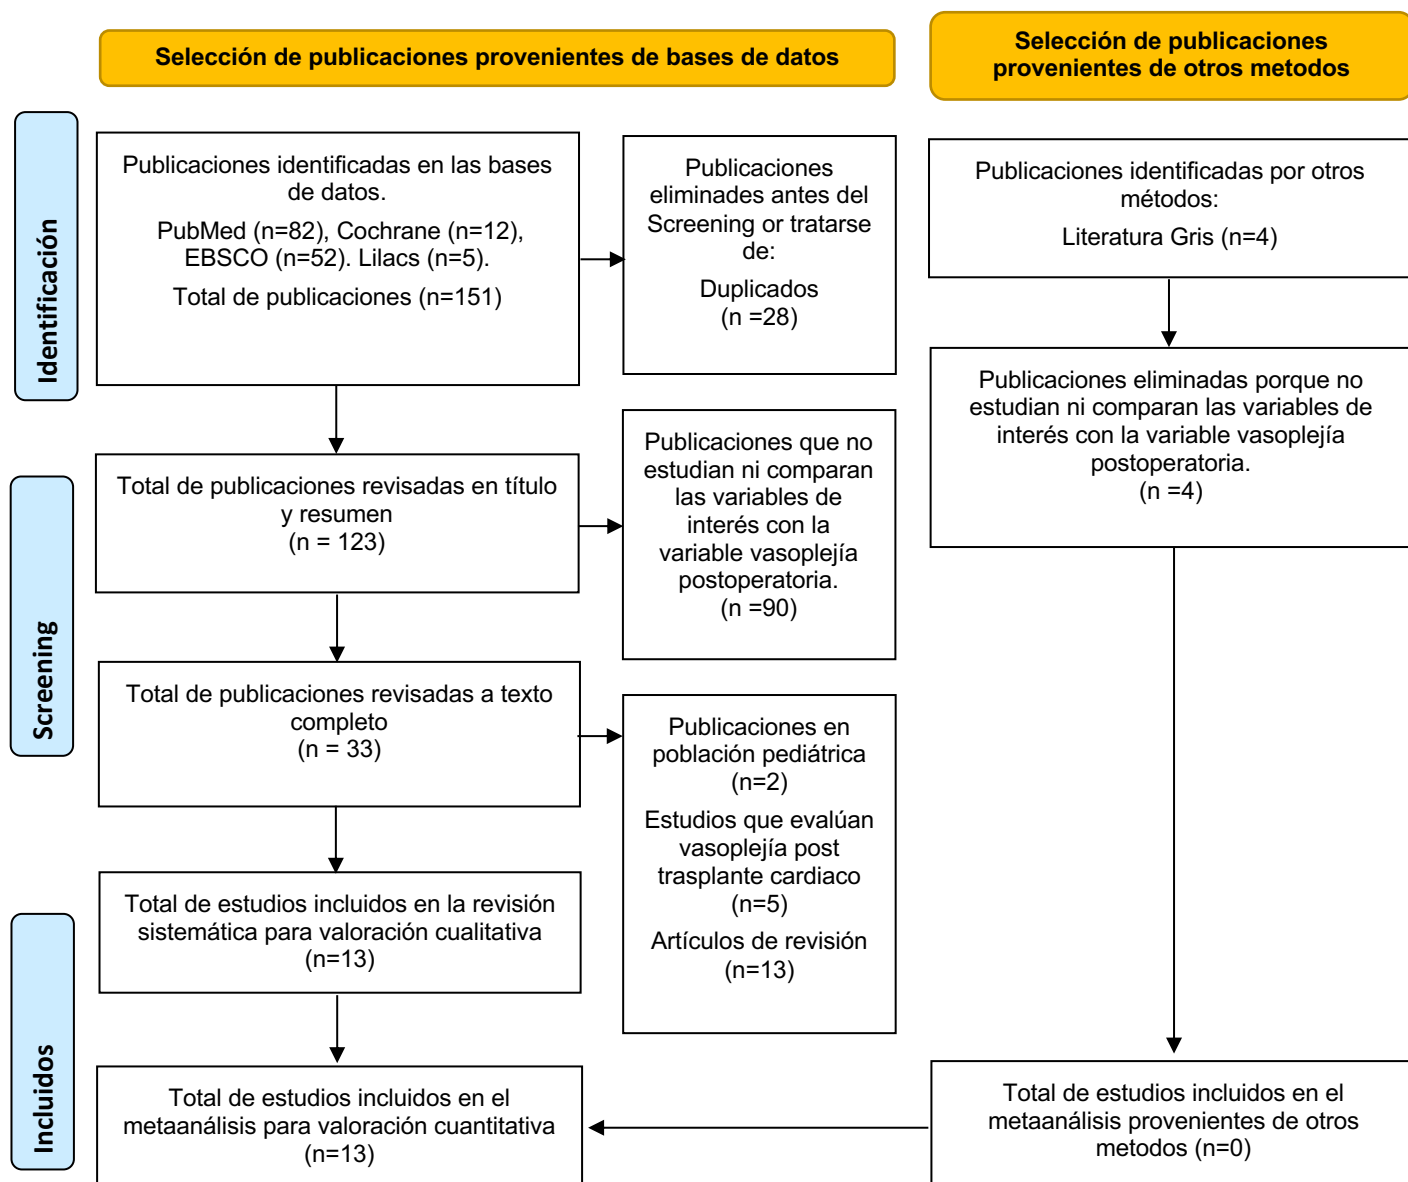 Selección de publicaciones provenientes de bases de datos
Selección de publicaciones
provenientes de otros metodos
Identificación
Publicaciones identificadas en las bases
de datos.
PubMed (n=82), Cochrane (n=12),
EBSCO (n=52). Lilacs (n=5).
Total de publicaciones (n=151)
Publicaciones
eliminades antes del
Screening or tratarse
de:
Duplicados
(n =28)
Publicaciones identificadas por otros
métodos:
Literatura Gris (n=4)
Publicaciones eliminadas porque no
estudian ni comparan las variables de
interés con la variable vasoplejía
postoperatoria.
(n =4)
Screening
Total de publicaciones revisadas en título
y resumen
(n = 123)
Publicaciones que no
estudian ni comparan
las variables de
interés con la
variable vasoplejía
postoperatoria.
(n =90)
Total de publicaciones revisadas a texto
completo
(n = 33)
Publicaciones en
población pediátrica
(n=2)
Estudios que evalúan
vasoplejía post
trasplante cardiaco
(n=5)
Artículos de revisión
(n=13)
Incluidos
Total de estudios incluidos en la revisión
sistemática para valoración cualitativa
(n=13)
Total de estudios incluidos en el
metaanálisis para valoración cuantitativa
(n=13)
Total de estudios incluidos en el
metaanálisis provenientes de otros
metodos (n=0)